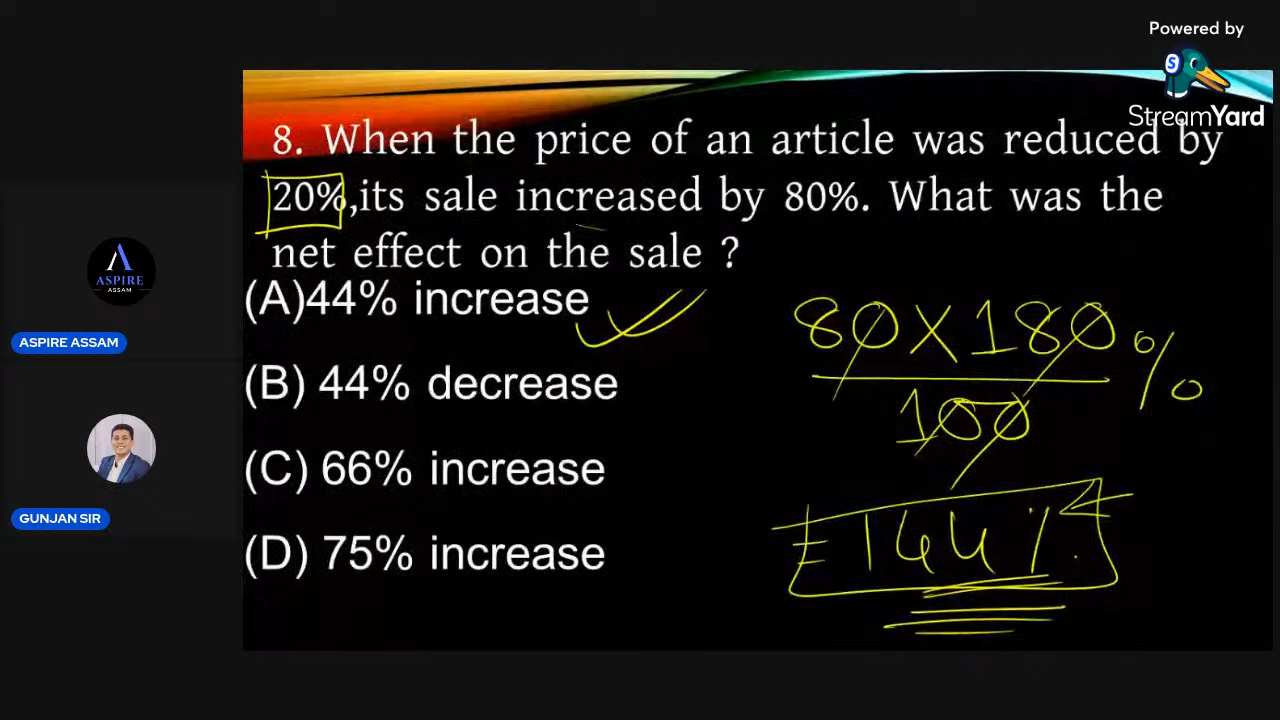 Powered by
StreamYard
8. When the price of an article was reduced by
20%,its sale increased by 80%. What was the
net effect on the sale ?
(A)44% increase
(B) 44% decrease
(C) 66% increase
(D) 75% increase
80 X 180 %
100
= 144%
A
ASPIRE
ASSAM
ASPIRE ASSAM
GUNJAN SIR